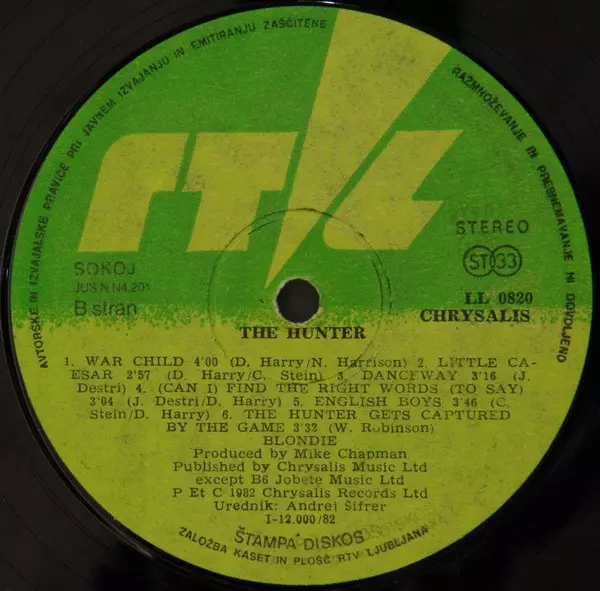 AVTORSKE IN IZVAJALSKE PRAVICE PRI JAVNEM IZVAJANJU IN EMITIRANJU ZAŠČITENE
RAZMNOŽEVANJE IN PRESNEMAVANJE NI DOVOLJENO
rtl
SOKOJ
JUS N.N4.201
B stran
STEREO
ST 33
LL 0820
CHRYSALIS
THE HUNTER
1. WAR CHILD 4'00 (D. Harry/N. Harrison) 2. LITTLE CA-
ESAR 2'57 (D. Harry/C. Stein) 3. DANCEWAY 3'16 (J.
Destri) 4. (CAN I) FIND THE RIGHT WORDS (TO SAY)
3'04 (J. Destri/D. Harry) 5. ENGLISH BOYS 3'46 (C.
Stein/D. Harry) 6. THE HUNTER GETS CAPTURED
BY THE GAME 3'32 (W. Robinson)
BLONDIE
Produced by Mike Chapman
Published by Chrysalis Music Ltd
except B6 Jobete Music Ltd
P Et C 1982 Chrysalis Records Ltd
Urednik: Andrej Šifrer
I-12.000/82
ŠTAMPA DISKOS
ZALOŽBA KASET IN PLOŠČ RTV LJUBLJANA